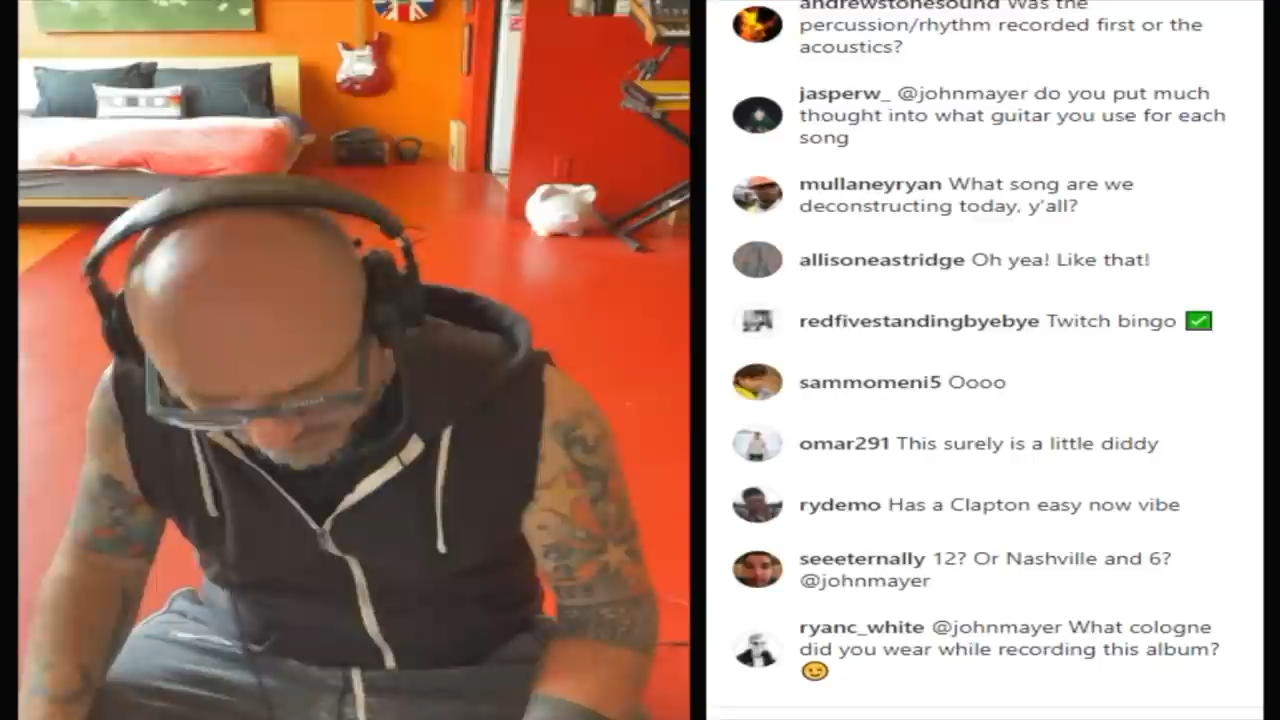 andrewstonesound Was the
percussion/rhythm recorded first or the
acoustics?
jasperw_ @johnmayer do you put much
thought into what guitar you use for each
song
mullaneyryan What song are we
deconstructing today, y'all?
allisoneastridge Oh yea! Like that!
redfivestandingbyebye Twitch bingo ✅
sammomeni5 Oooo
omar291 This surely is a little diddy
rydemo Has a Clapton easy now vibe
seeeternally 12? Or Nashville and 6?
@johnmayer
ryanc_white @johnmayer What cologne
did you wear while recording this album?
😉